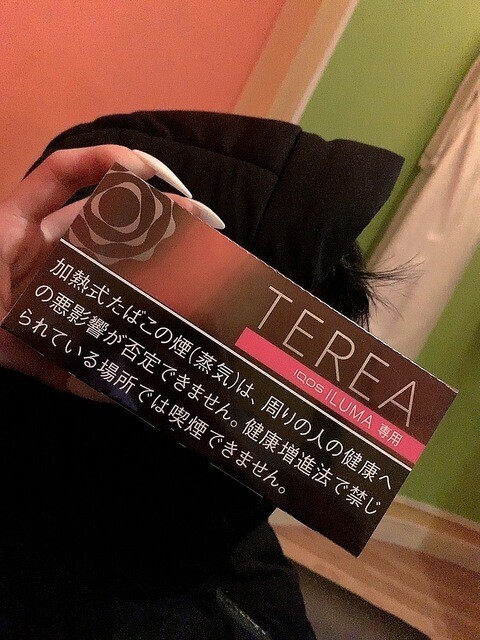 TEREA
IQOS ILUMA 専用
加熱式たばこの煙(蒸気)は、周りの人の健康へ
の悪影響が否定できません。健康増進法で禁じ
られている場所では喫煙できません。